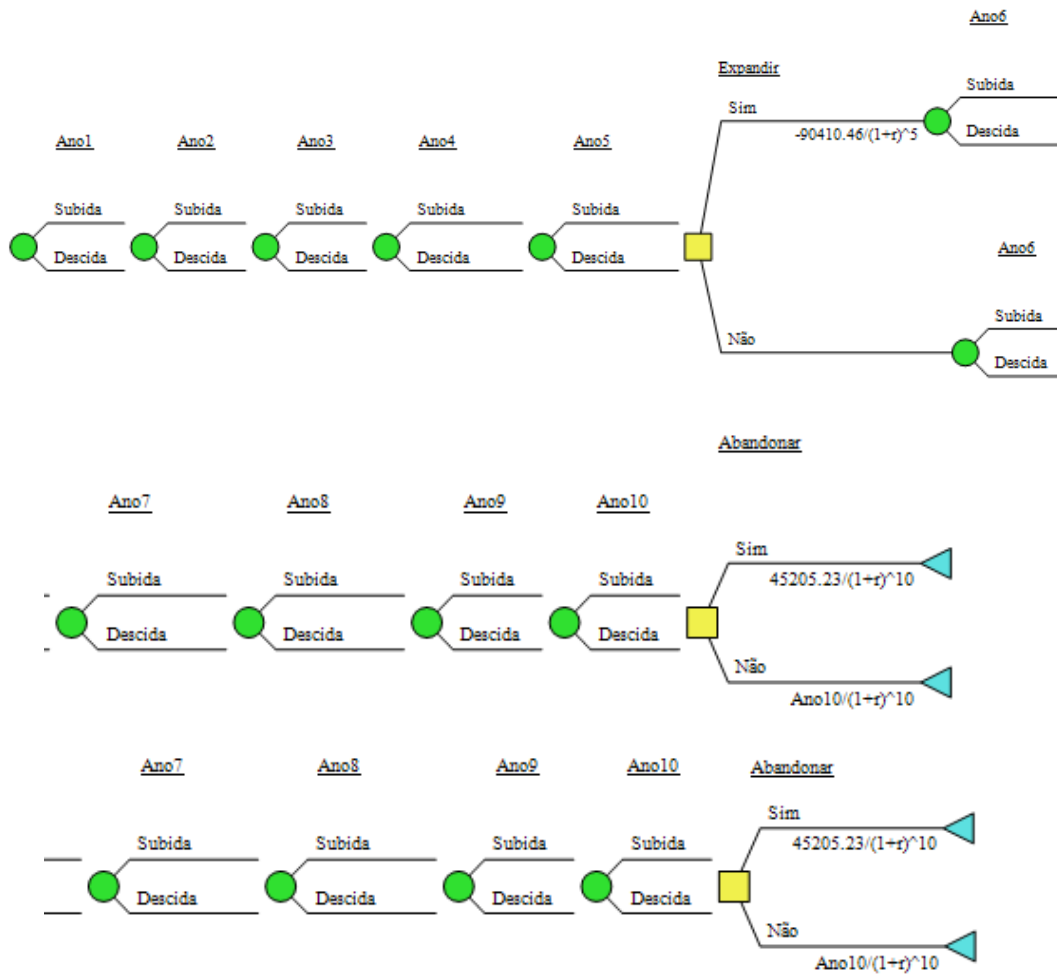 Ano6
Expandir
Sim
Subida
-90410.46/(1+r)^5
Descida
Ano1
Ano2
Ano3
Ano4
Ano5
Subida
Subida
Subida
Subida
Subida
Descida
Descida
Descida
Descida
Descida
Ano6
Não
Subida
Descida
Abandonar
Ano7
Ano8
Ano9
Ano10
Sim
Subida
Subida
Subida
Subida
45205.23/(1+r)^10
Descida
Descida
Descida
Descida
Não
Ano10/(1+r)^10
Ano7
Ano8
Ano9
Ano10
Abandonar
Sim
Subida
Subida
Subida
Subida
45205.23/(1+r)^10
Descida
Descida
Descida
Descida
Não
Ano10/(1+r)^10